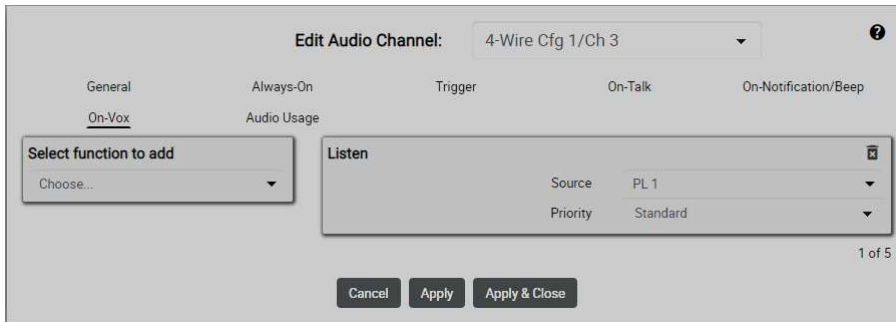 Edit Audio Channel: 4-Wire Cfg 1/Ch 3 ?
General Always-On Trigger On-Talk On-Notification/Beep
On-Vox Audio Usage
Select function to add
Choose...
Listen
Source PL 1
Priority Standard
1 of 5
Cancel Apply Apply & Close